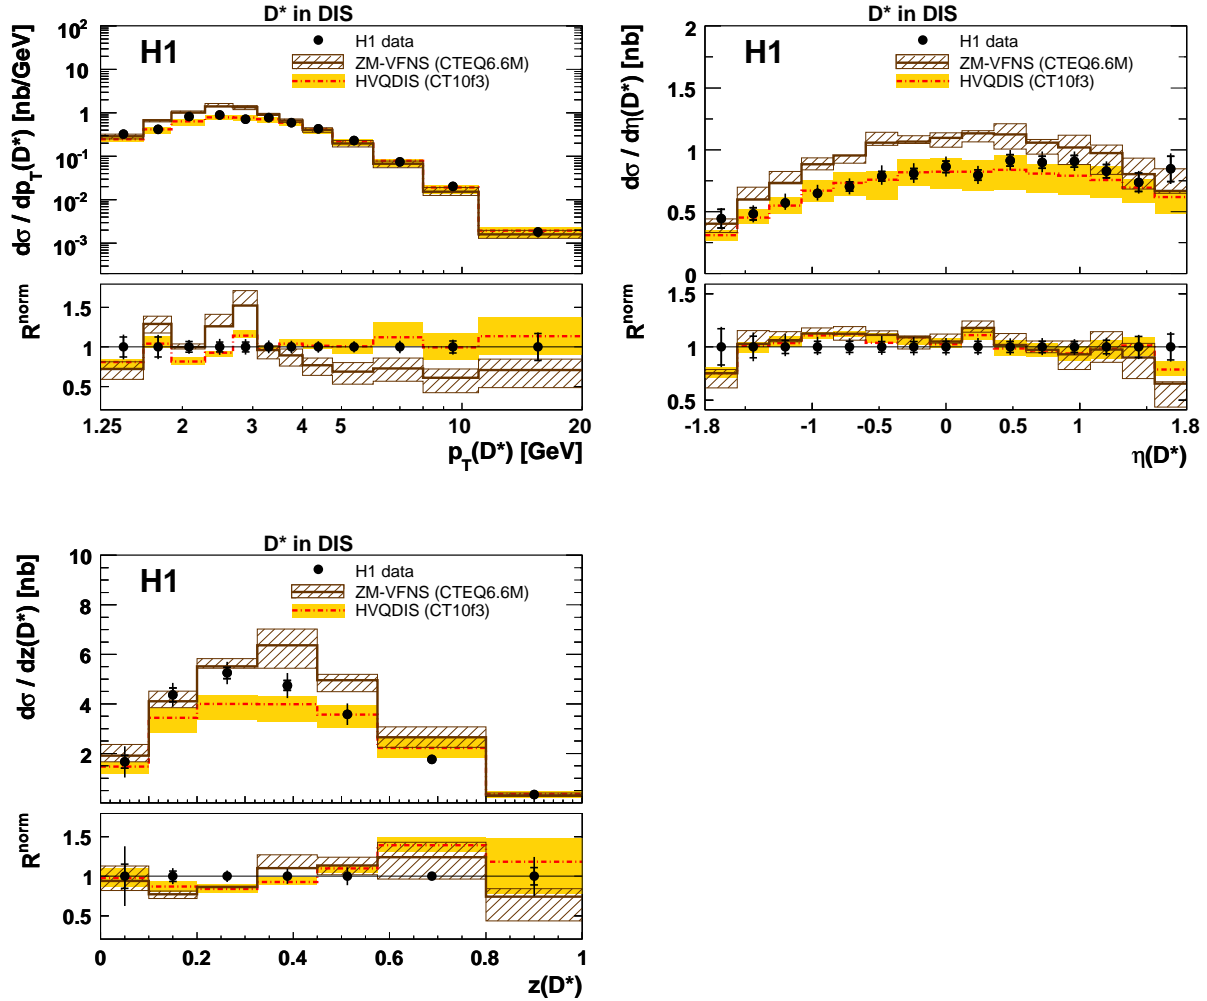 D* in DIS
H1
H1 data
ZM-VFNS (CTEQ6.6M)
HVQDIS (CT10f3)
dσ / dp_T(D*) [nb/GeV]
10^2
10
1
10^-1
10^-2
10^-3
R^norm
1.5
1
0.5
1.25 2 3 4 5 10 20
p_T(D*) [GeV]
D* in DIS
H1
H1 data
ZM-VFNS (CTEQ6.6M)
HVQDIS (CT10f3)
dσ / dη(D*) [nb]
2
1.5
1
0.5
0
R^norm
1.5
1
0.5
-1.8 -1 -0.5 0 0.5 1 1.8
η(D*)
D* in DIS
H1
H1 data
ZM-VFNS (CTEQ6.6M)
HVQDIS (CT10f3)
dσ / dz(D*) [nb]
10
8
6
4
2
R^norm
1.5
1
0.5
0 0.2 0.4 0.6 0.8 1
z(D*)